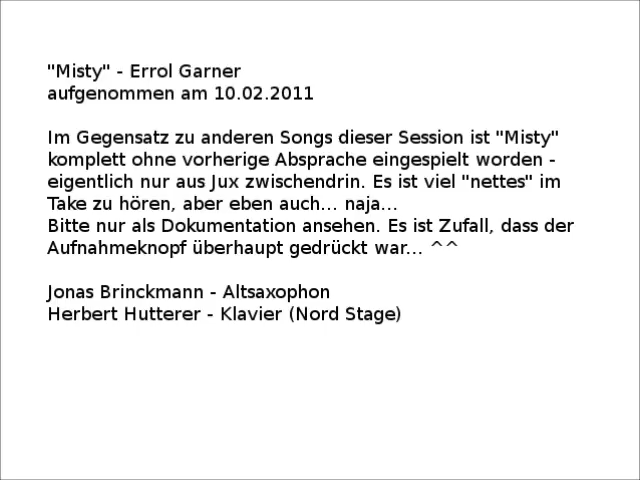 "Misty" - Errol Garner
aufgenommen am 10.02.2011
Im Gegensatz zu anderen Songs dieser Session ist "Misty"
komplett ohne vorherige Absprache eingespielt worden -
eigentlich nur aus Jux zwischendrin. Es ist viel "nettes" im
Take zu hören, aber eben auch... naja...
Bitte nur als Dokumentation ansehen. Es ist Zufall, dass der
Aufnahmeknopf überhaupt gedrückt war... ^^
Jonas Brinckmann - Altsaxophon
Herbert Hutterer - Klavier (Nord Stage)